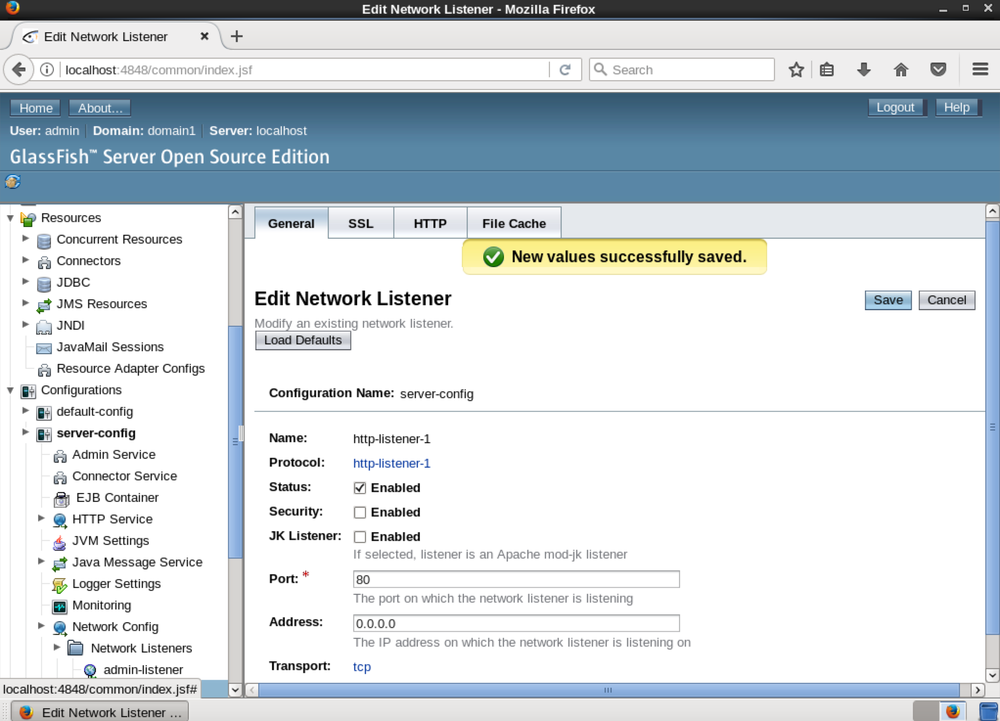 Edit Network Listener - Mozilla Firefox
Edit Network Listener
localhost:4848/common/index.jsf
Search
Home
About...
Logout
Help
User: admin
Domain: domain1
Server: localhost
GlassFish™ Server Open Source Edition
Resources
Concurrent Resources
Connectors
JDBC
JMS Resources
JNDI
JavaMail Sessions
Resource Adapter Configs
Configurations
default-config
server-config
Admin Service
Connector Service
EJB Container
HTTP Service
JVM Settings
Java Message Service
Logger Settings
Monitoring
Network Config
Network Listeners
admin-listener
localhost:4848/common/index.jsf#
General
SSL
HTTP
File Cache
New values successfully saved.
Edit Network Listener
Save
Cancel
Modify an existing network listener.
Load Defaults
Configuration Name: server-config
Name: http-listener-1
Protocol: http-listener-1
Status: Enabled
Security: Enabled
JK Listener: Enabled
If selected, listener is an Apache mod-jk listener
Port: * 80
The port on which the network listener is listening
Address: 0.0.0.0
The IP address on which the network listener is listening on
Transport: tcp
Edit Network Listener ...